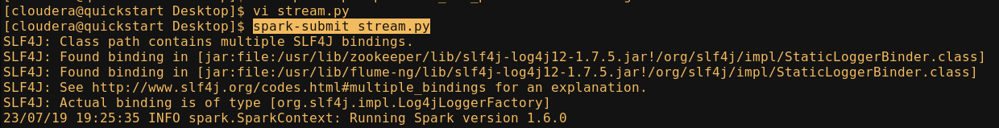 [cloudera@quickstart Desktop]$ vi stream.py
[cloudera@quickstart Desktop]$ spark-submit stream.py
SLF4J: Class path contains multiple SLF4J bindings.
SLF4J: Found binding in [jar:file:/usr/lib/zookeeper/lib/slf4j-log4j12-1.7.5.jar!/org/slf4j/impl/StaticLoggerBinder.class]
SLF4J: Found binding in [jar:file:/usr/lib/flume-ng/lib/slf4j-log4j12-1.7.5.jar!/org/slf4j/impl/StaticLoggerBinder.class]
SLF4J: See http://www.slf4j.org/codes.html#multiple_bindings for an explanation.
SLF4J: Actual binding is of type [org.slf4j.impl.Log4jLoggerFactory]
23/07/19 19:25:35 INFO spark.SparkContext: Running Spark version 1.6.0